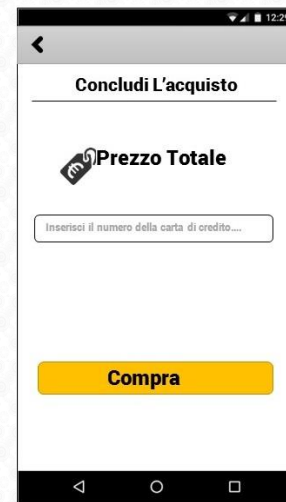 12:29
Concludi L'acquisto
Prezzo Totale
Inserisci il numero della carta di credito....
Compra